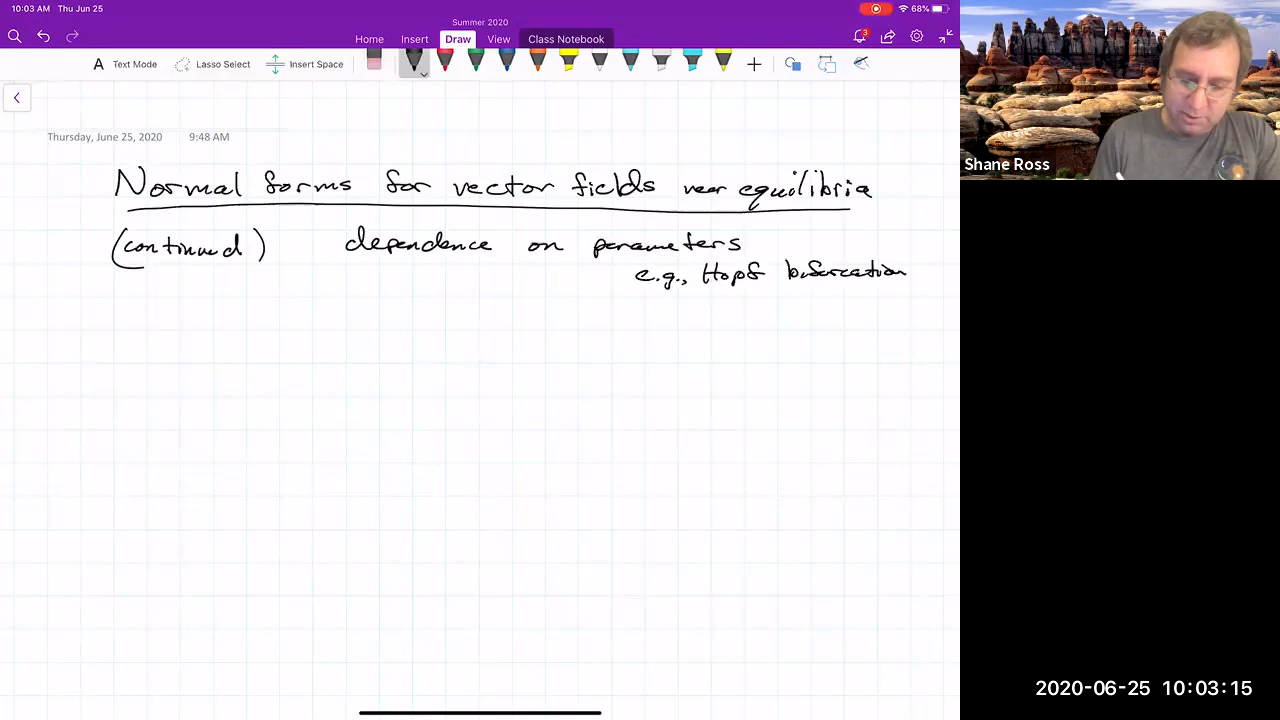 10:03 AM Thu Jun 25
68%
Summer 2020
Home Insert Draw View Class Notebook
3
A Text Mode Lasso Select Insert Space
Thursday, June 25, 2020 9:48 AM
Normal forms for vector fields near equilibria
(continued) dependence on parameters
e.g., Hopf bifurcation
Shane Ross
2020-06-25 10:03:15